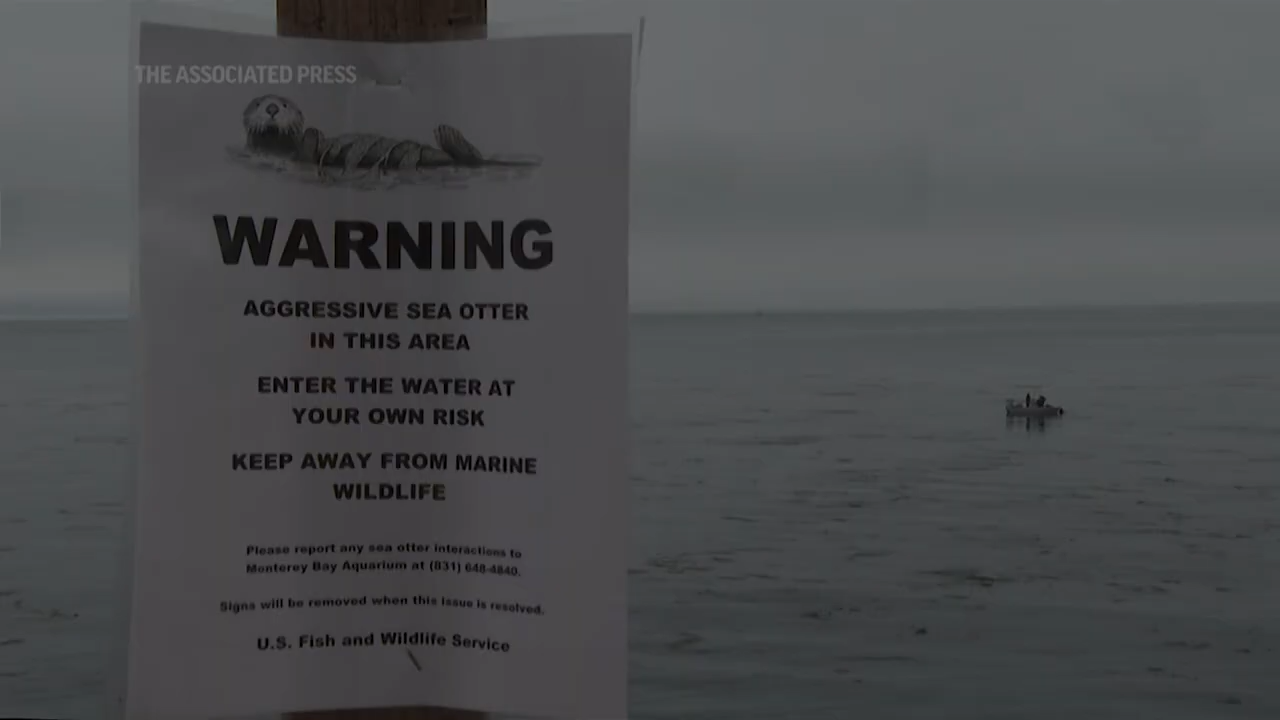 THE ASSOCIATED PRESS
WARNING
AGGRESSIVE SEA OTTER
IN THIS AREA
ENTER THE WATER AT
YOUR OWN RISK
KEEP AWAY FROM MARINE
WILDLIFE
Please report any sea otter interactions to
Monterey Bay Aquarium at (831) 648-4840.
Signs will be removed when this issue is resolved.
U.S. Fish and Wildlife Service